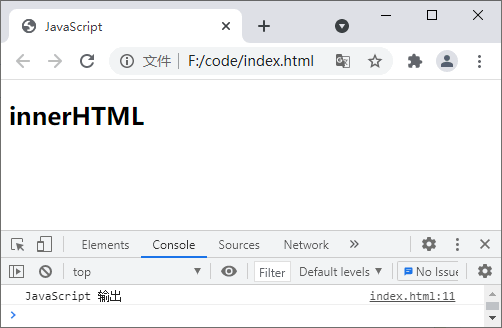 JavaScript
文件 F:/code/index.html
innerHTML
Elements Console Sources Network
top Filter Default levels No Issue
JavaScript 输出 index.html:11